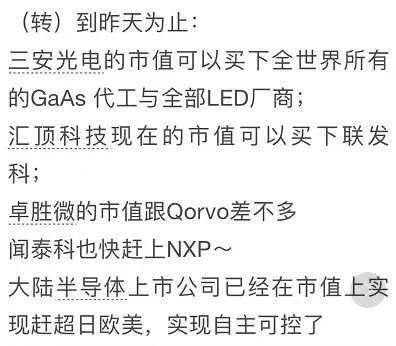 （转）到昨天为止：
三安光电的市值可以买下全世界所有
的GaAs 代工与全部LED厂商；
汇顶科技现在的市值可以买下联发
科；
卓胜微的市值跟Qorvo差不多
闻泰科也快赶上NXP～
大陆半导体上市公司已经在市值上实
现赶超日欧美，实现自主可控了